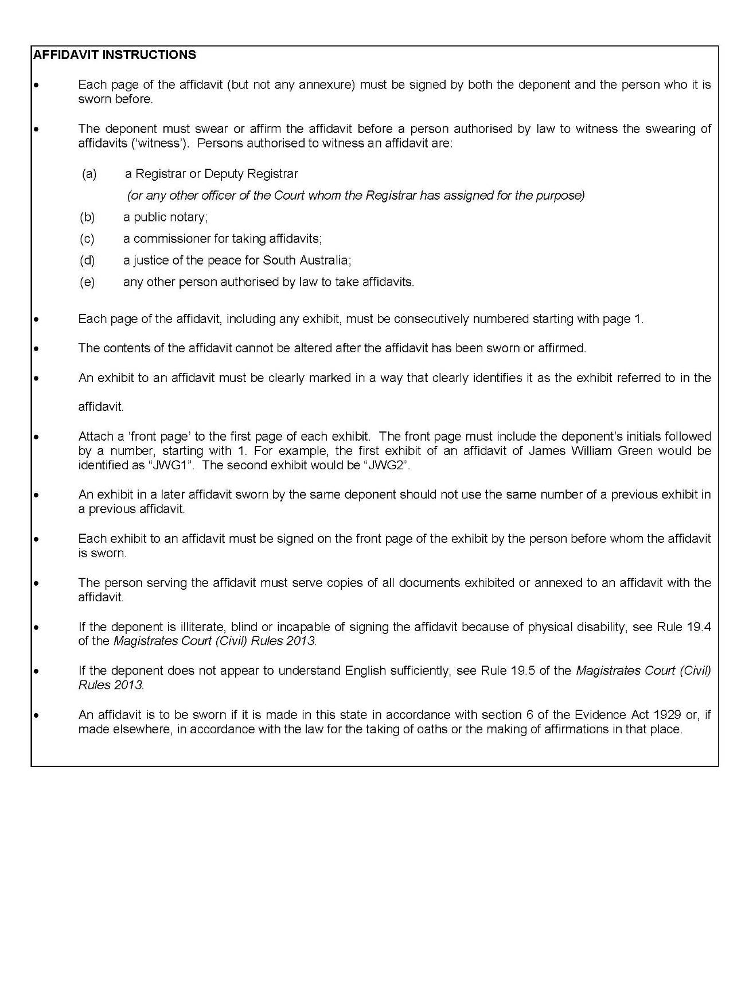 AFFIDAVIT INSTRUCTIONS
• Each page of the affidavit (but not any annexure) must be signed by both the deponent and the person who it is
sworn before.
• The deponent must swear or affirm the affidavit before a person authorised by law to witness the swearing of
affidavits (‘witness’).  Persons authorised to witness an affidavit are:
(a) a Registrar or Deputy Registrar
(or any other officer of the Court whom the Registrar has assigned for the purpose)
(b) a public notary;
(c) a commissioner for taking affidavits;
(d) a justice of the peace for South Australia;
(e) any other person authorised by law to take affidavits.
• Each page of the affidavit, including any exhibit, must be consecutively numbered starting with page 1.
• The contents of the affidavit cannot be altered after the affidavit has been sworn or affirmed.
• An exhibit to an affidavit must be clearly marked in a way that clearly identifies it as the exhibit referred to in the
affidavit.
• Attach a ‘front page’ to the first page of each exhibit.  The front page must include the deponent’s initials followed
by a number, starting with 1. For example, the first exhibit of an affidavit of James William Green would be
identified as “JWG1”.  The second exhibit would be “JWG2”.
• An exhibit in a later affidavit sworn by the same deponent should not use the same number of a previous exhibit in
a previous affidavit.
• Each exhibit to an affidavit must be signed on the front page of the exhibit by the person before whom the affidavit
is sworn.
• The person serving the affidavit must serve copies of all documents exhibited or annexed to an affidavit with the
affidavit.
• If the deponent is illiterate, blind or incapable of signing the affidavit because of physical disability, see Rule 19.4
of the Magistrates Court (Civil) Rules 2013.
• If the deponent does not appear to understand English sufficiently, see Rule 19.5 of the Magistrates Court (Civil)
Rules 2013.
• An affidavit is to be sworn if it is made in this state in accordance with section 6 of the Evidence Act 1929 or, if
made elsewhere, in accordance with the law for the taking of oaths or the making of affirmations in that place.